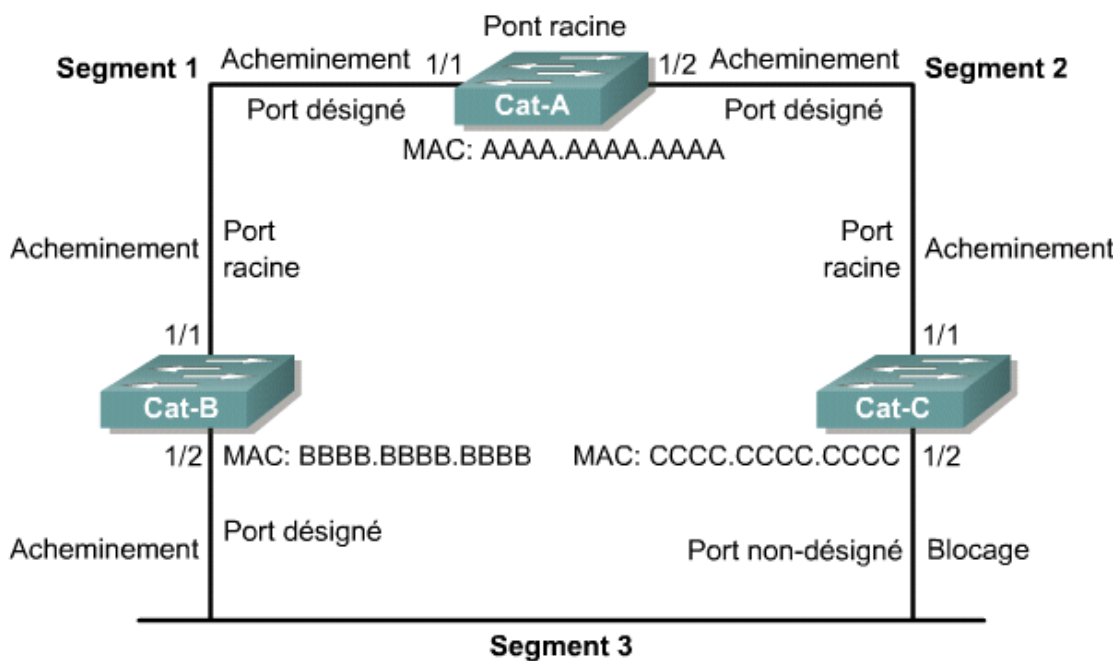 Pont racine
Segment 1
Acheminement
1/1
1/2
Acheminement
Segment 2
Cat-A
Port désigné
Port désigné
MAC: AAAA.AAAA.AAAA
Acheminement
Port
racine
Port
racine
Acheminement
1/1
1/1
Cat-B
Cat-C
1/2
MAC: BBBB.BBBB.BBBB
MAC: CCCC.CCCC.CCCC
1/2
Acheminement
Port désigné
Port non-désigné
Blocage
Segment 3